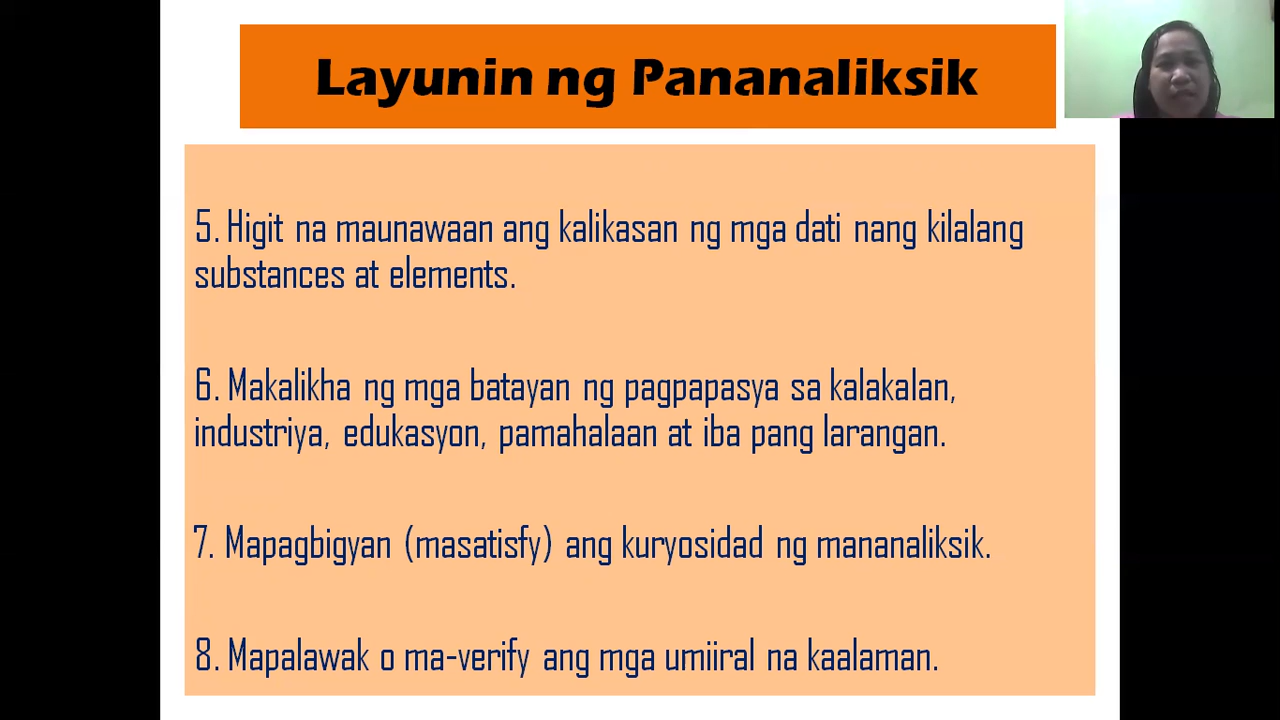 Layunin ng Pananaliksik
5. Higit na maunawaan ang kalikasan ng mga dati nang kilalang
substances at elements.
6. Makalikha ng mga batayan ng pagpapasya sa kalakalan,
industriya, edukasyon, pamahalaan at iba pang larangan.
7. Mapagbigyan (masatisfy) ang kuryosidad ng mananaliksik.
8. Mapalawak o ma-verify ang mga umiiral na kaalaman.